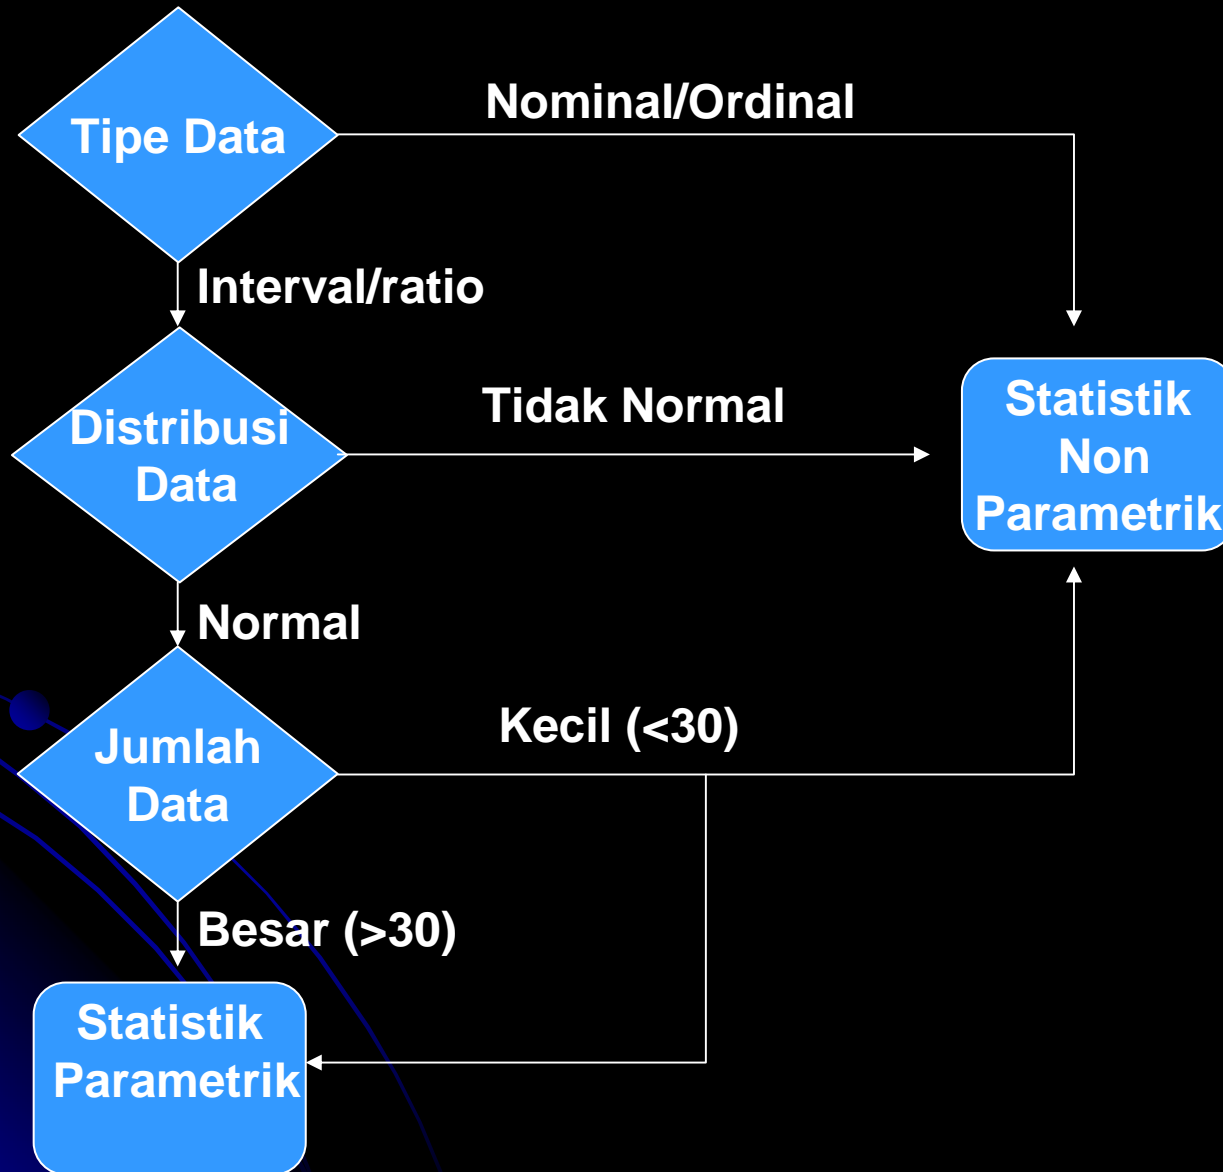 Tipe Data
Nominal/Ordinal
Interval/ratio
Distribusi
Data
Tidak Normal
Statistik
Non
Parametrik
Normal
Jumlah
Data
Kecil (<30)
Besar (>30)
Statistik
Parametrik